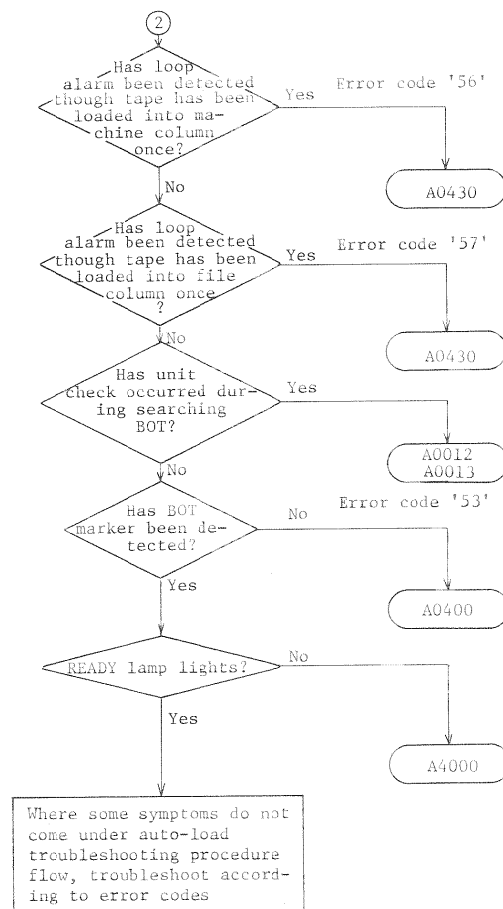 2
Has loop
alarm been detected
though tape has been
loaded into ma-
chine column
once?
Yes
Error code '56'
A0430
No
Has loop
alarm been detected
though tape has been
loaded into file
column once
?
Yes
Error code '57'
A0430
No
Has unit
check occurred dur-
ing searching
BOT?
Yes
A0012
A0013
No
Has BOT
marker been de-
tected?
No
Error code '53'
A0400
Yes
READY lamp lights?
No
A4000
Yes
Where some symptoms do not
come under auto-load
troubleshooting procedure
flow, troubleshoot accord-
ing to error codes